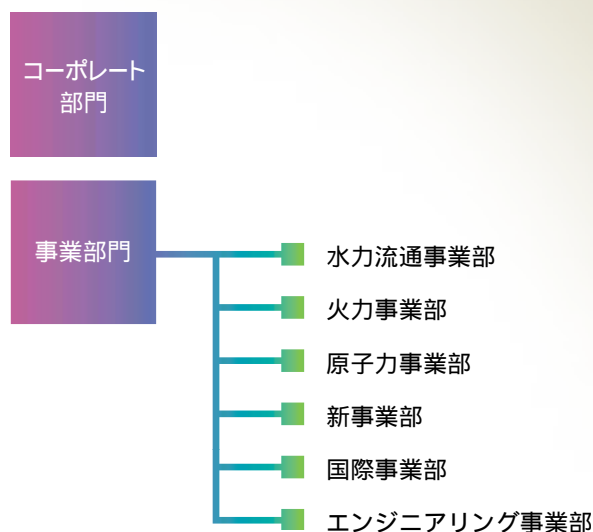 コーポレート
部門
事業部門
水力流通事業部
火力事業部
原子力事業部
新事業部
国際事業部
エンジニアリング事業部